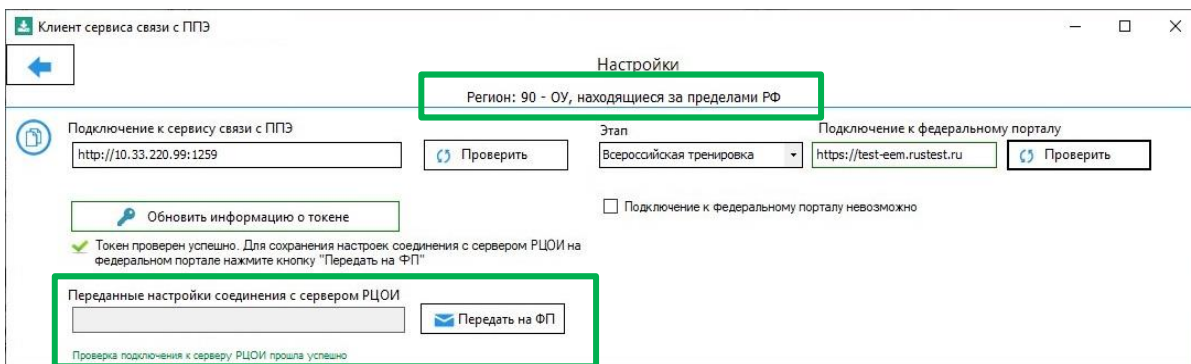 Клиент сервиса связи с ППЭ
Настройки
Регион: 90 - ОУ, находящиеся за пределами РФ
Подключение к сервису связи с ППЭ
Этап
Подключение к федеральному порталу
http://10.33.220.99:1259
Проверить
Всероссийская тренировка
https://test-eem.rustest.ru
Проверить
Обновить информацию о токене
Подключение к федеральному порталу невозможно
Токен проверен успешно. Для сохранения настроек соединения с сервером РЦОИ на
федеральном портале нажмите кнопку "Передать на ФП"
Переданные настройки соединения с сервером РЦОИ
Передать на ФП
Проверка подключения к серверу РЦОИ прошла успешно